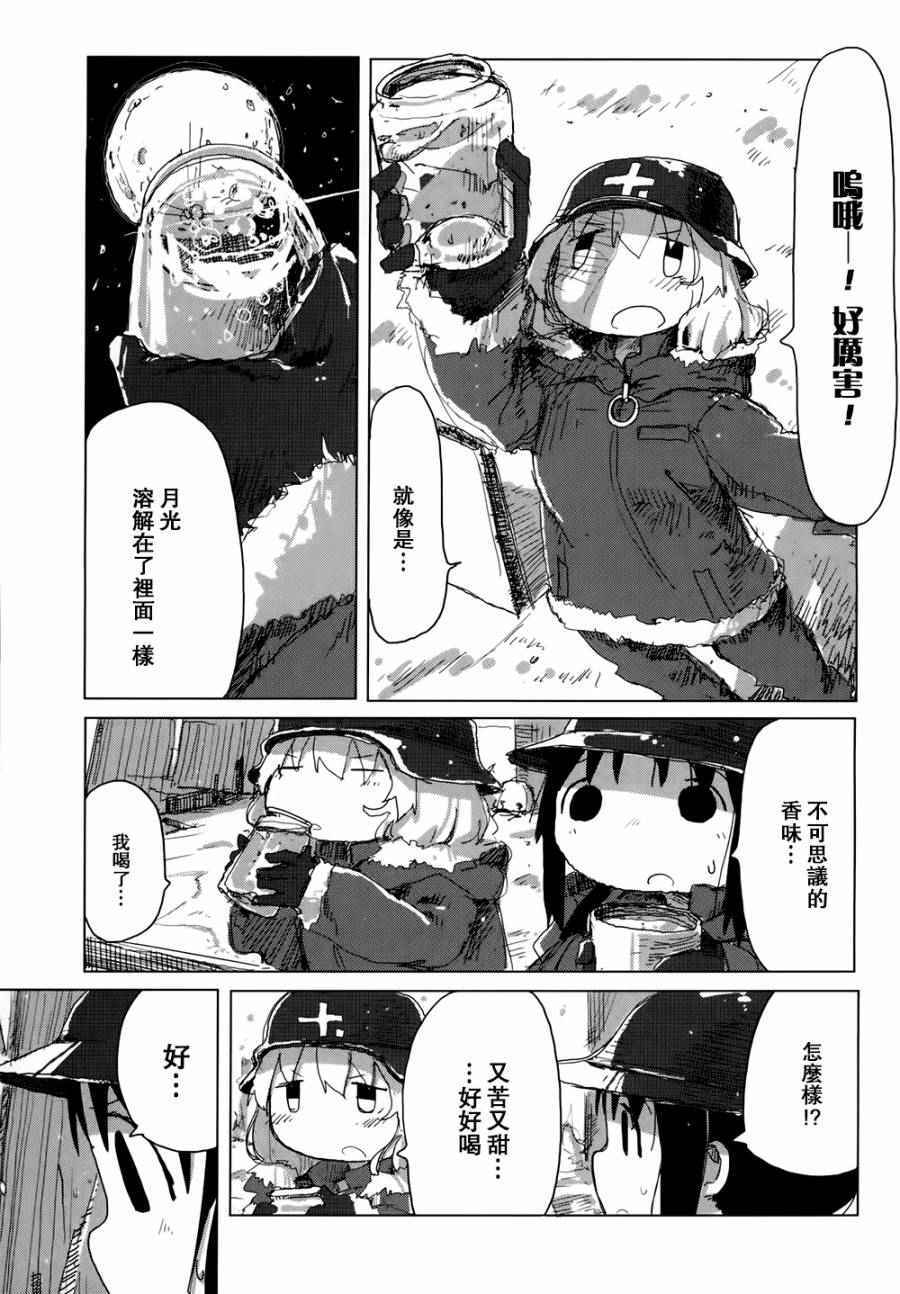 嗚哦—！好厲害！
就像是…
月光
溶解在了裡面一樣
不可思議的
香味…
我喝了…
怎麼樣!?
又苦又甜…
…好好喝
好…